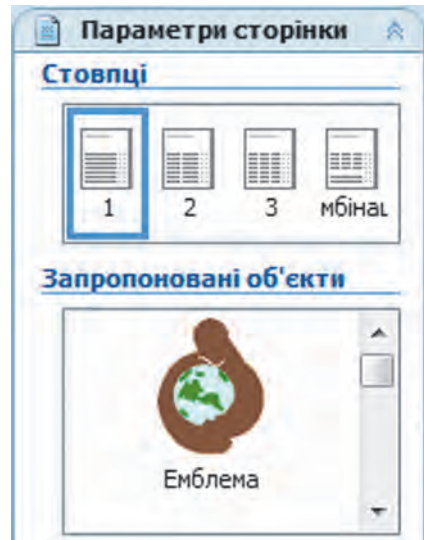 Параметри сторінки
Стовпці
1 2 3 мбінац
Запропоновані об'єкти
Емблема